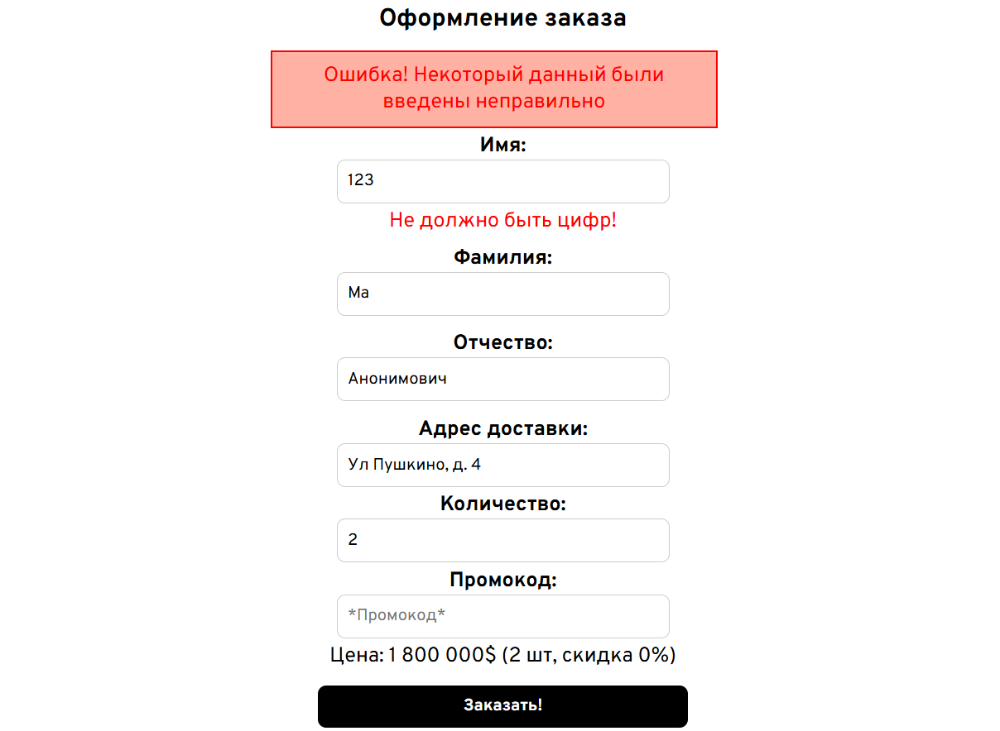 Оформление заказа
Ошибка! Некоторый данный были
введены неправильно
Имя:
123
Не должно быть цифр!
Фамилия:
Ма
Отчество:
Анонимович
Адрес доставки:
Ул Пушкино, д. 4
Количество:
2
Промокод:
*Промокод*
Цена: 1 800 000$ (2 шт, скидка 0%)
Заказать!